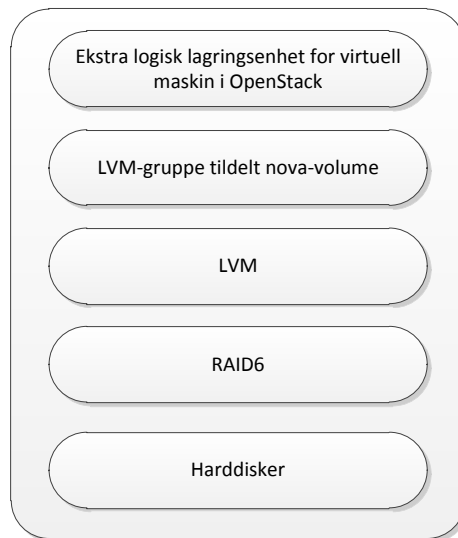 Ekstra logisk lagringsenhet for virtuell
maskin i OpenStack
LVM-gruppe tildelt nova-volume
LVM
RAID6
Harddisker